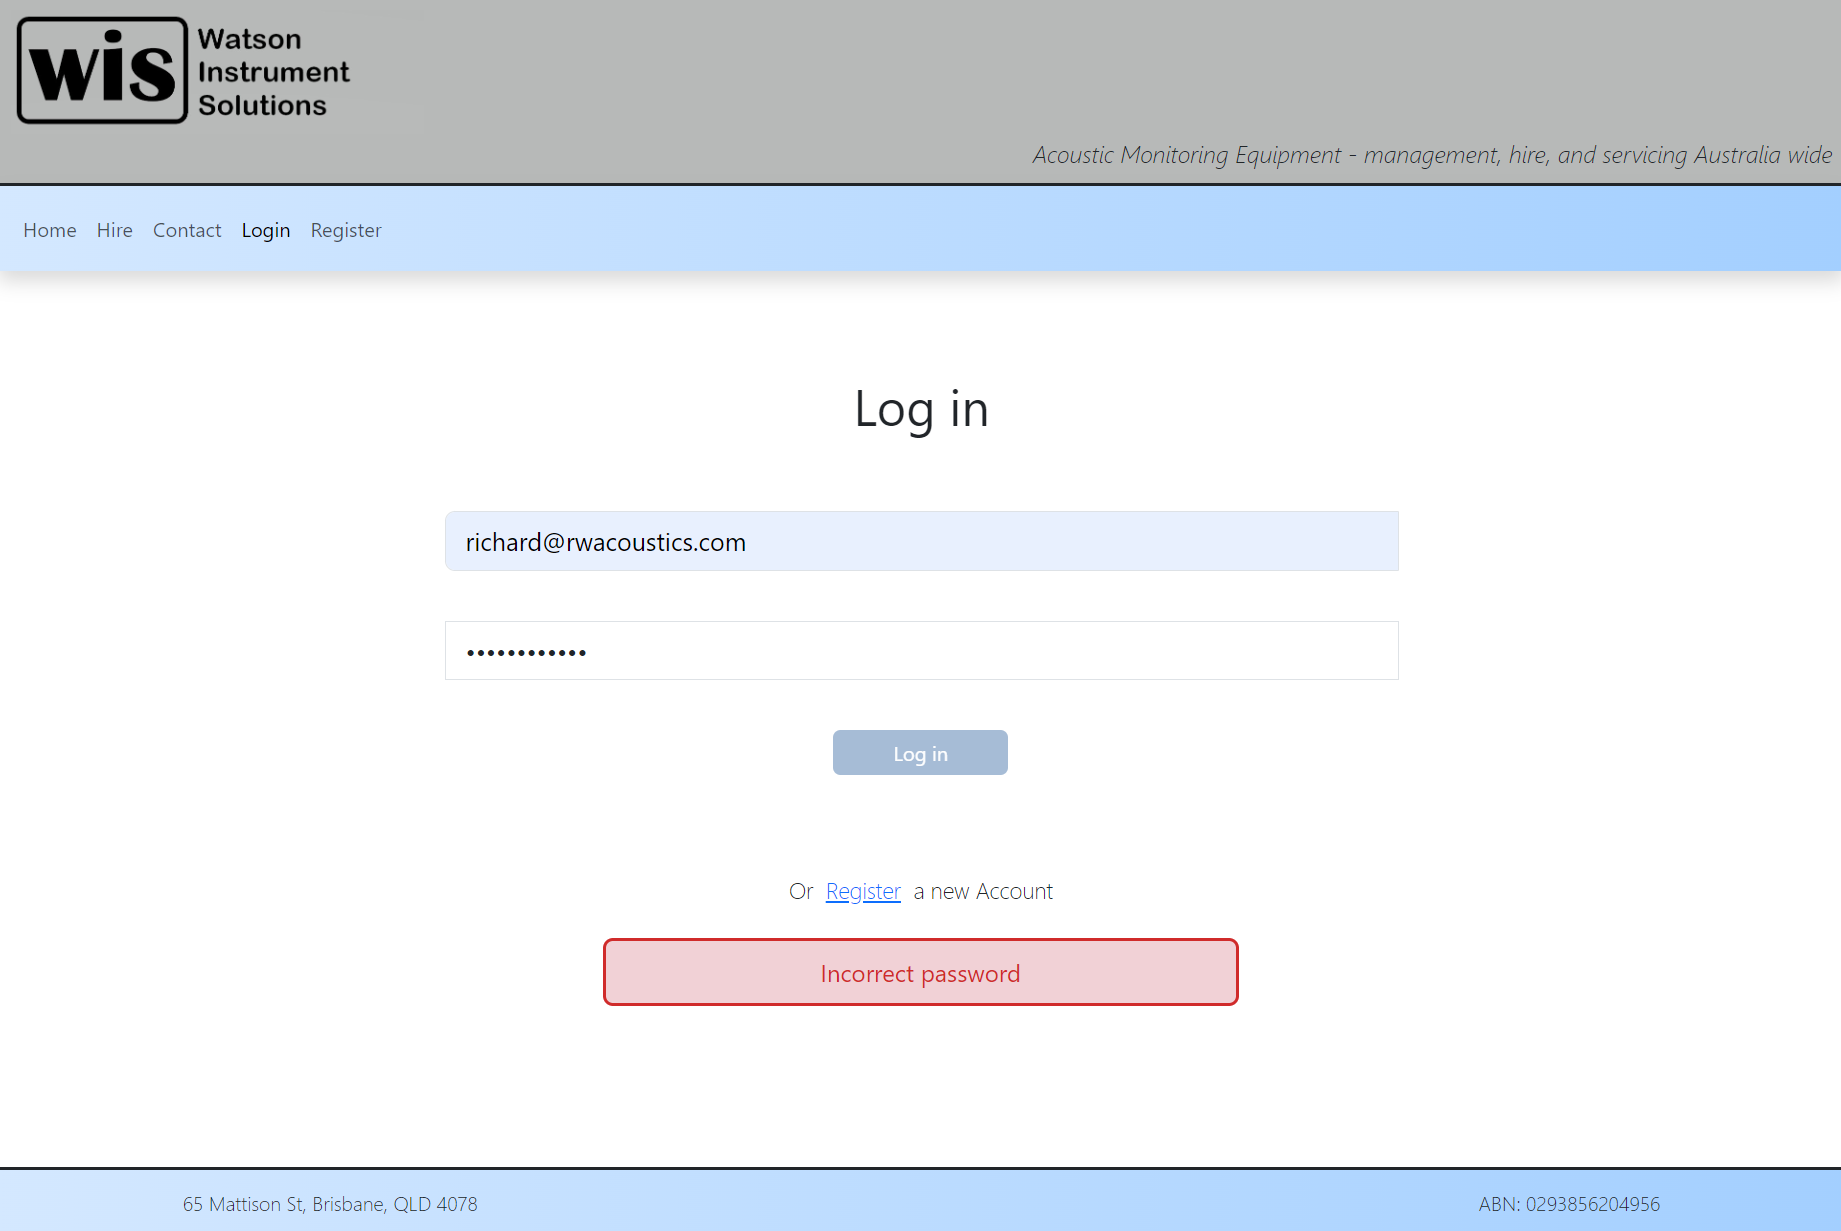 wis
Watson
Instrument
Solutions
Acoustic Monitoring Equipment - management, hire, and servicing Australia wide
Home Hire Contact Login Register
Log in
richard@rwacoustics.com
••••••••••••
Log in
Or Register a new Account
Incorrect password
65 Mattison St, Brisbane, QLD 4078
ABN: 0293856204956